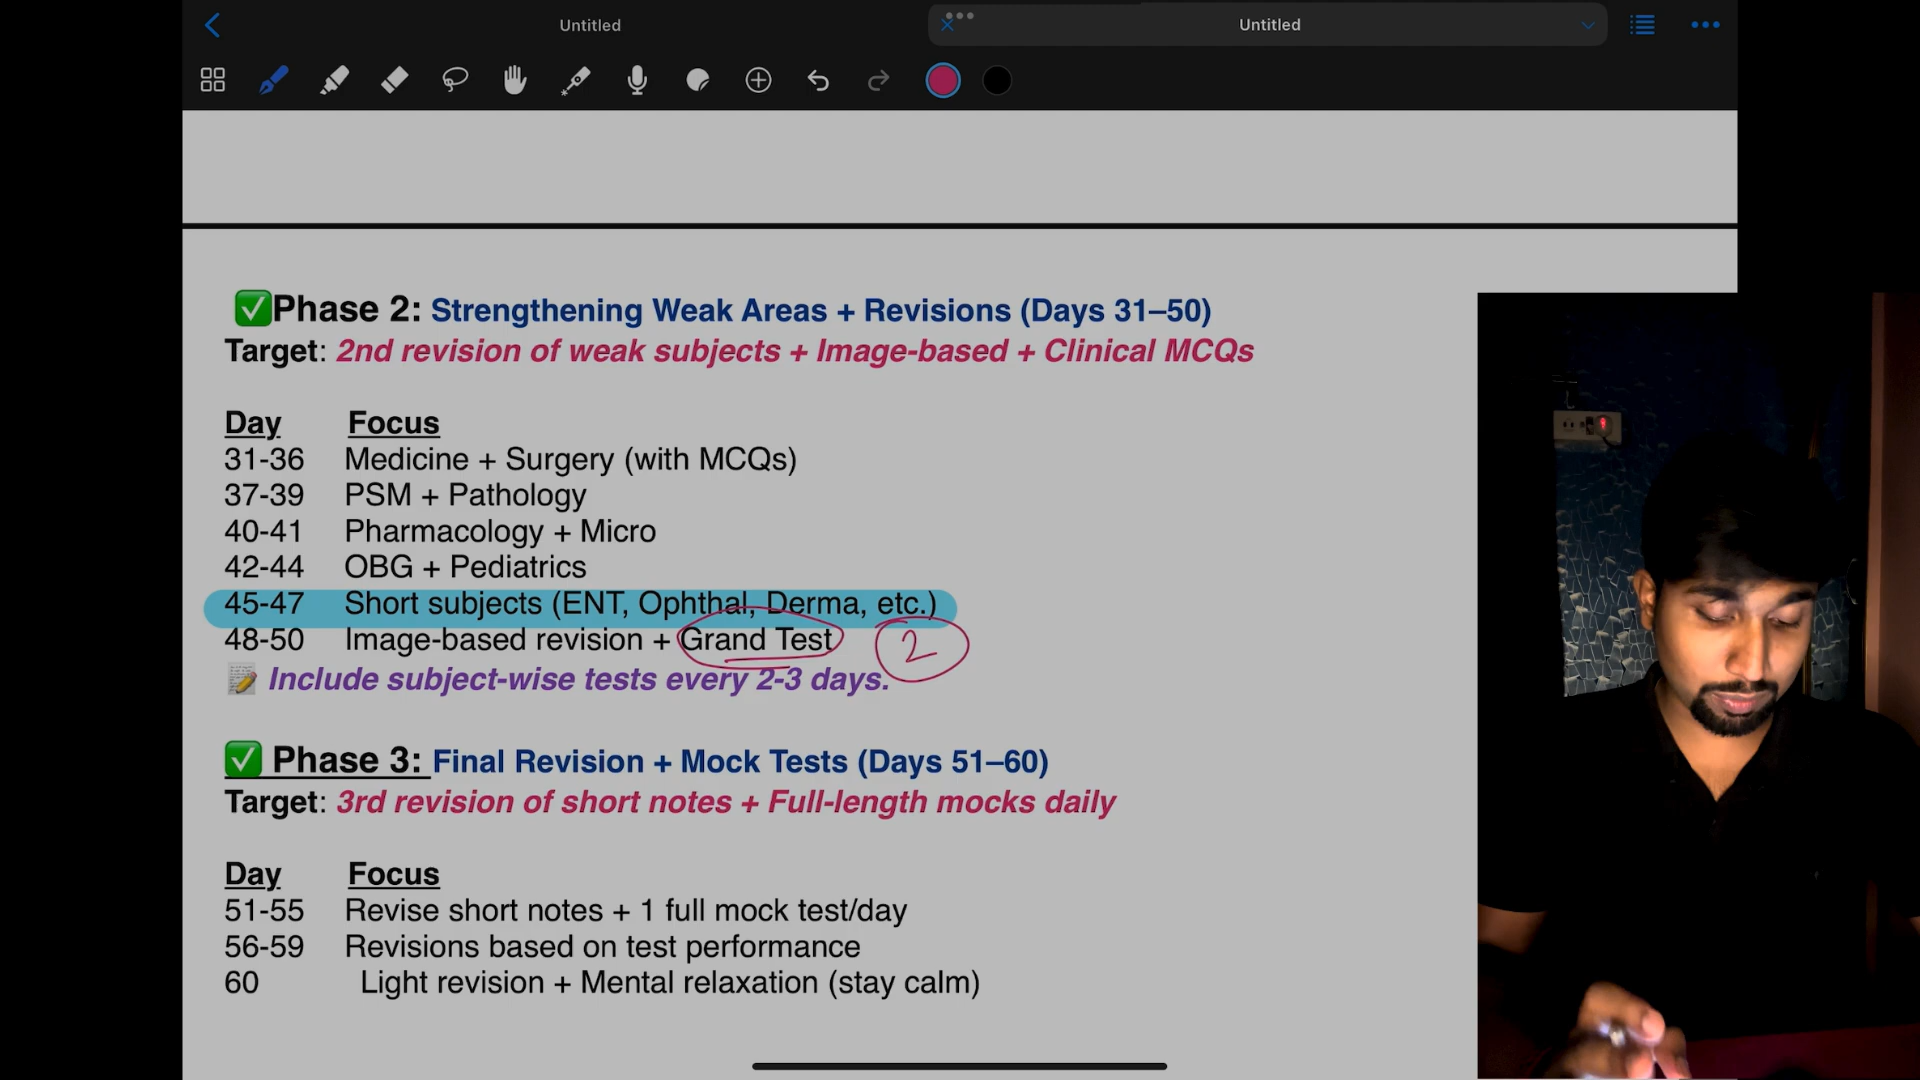 Untitled
Untitled
✅Phase 2: Strengthening Weak Areas + Revisions (Days 31–50)
Target: 2nd revision of weak subjects + Image-based + Clinical MCQs
Day Focus
31-36 Medicine + Surgery (with MCQs)
37-39 PSM + Pathology
40-41 Pharmacology + Micro
42-44 OBG + Pediatrics
45-47 Short subjects (ENT, Ophthal, Derma, etc.)
48-50 Image-based revision + Grand Test 2
📝 Include subject-wise tests every 2-3 days.
✅ Phase 3: Final Revision + Mock Tests (Days 51–60)
Target: 3rd revision of short notes + Full-length mocks daily
Day Focus
51-55 Revise short notes + 1 full mock test/day
56-59 Revisions based on test performance
60 Light revision + Mental relaxation (stay calm)